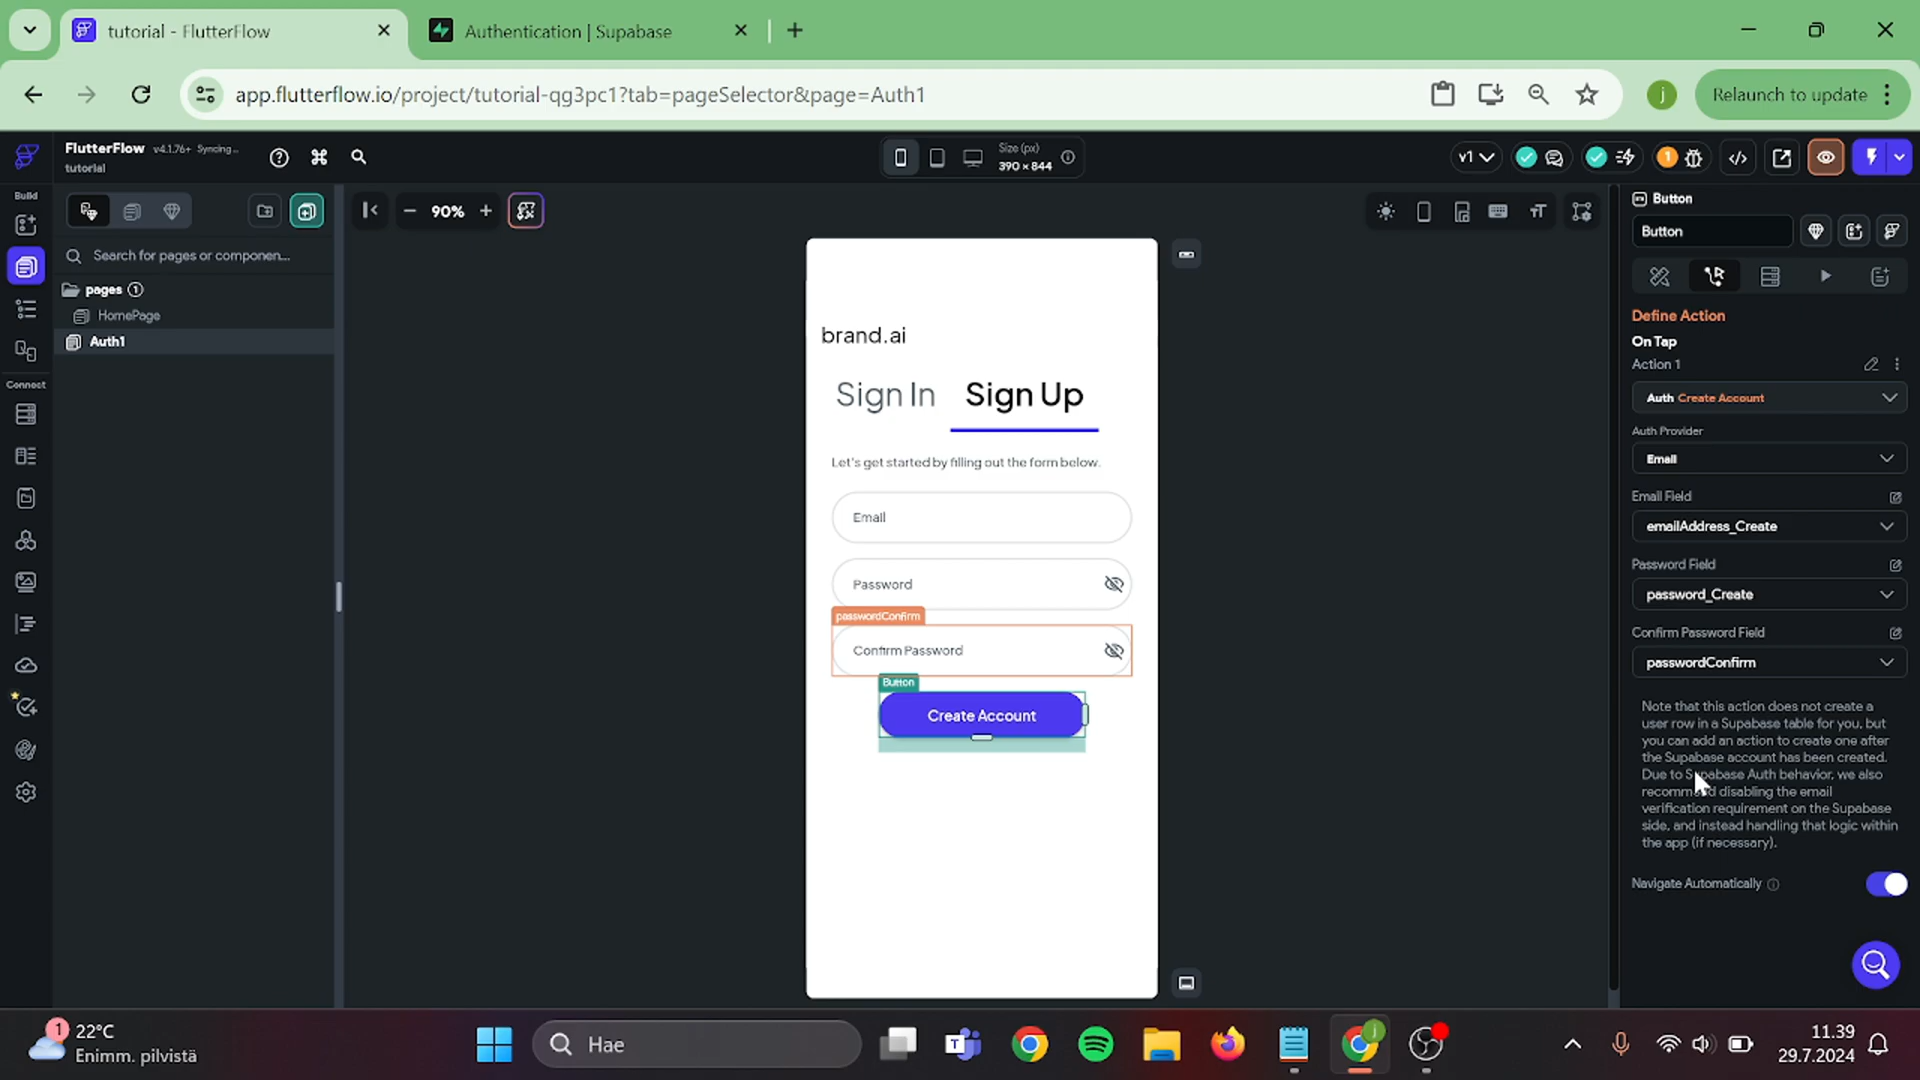 tutorial - FlutterFlow
Authentication | Supabase
app.flutterflow.io/project/tutorial-qg3pc1?tab=pageSelector&page=Auth1
j
Relaunch to update
FlutterFlow v4.1.76+ Syncing...
tutorial
Size (px)
390 × 844
v1
1
Build
90%
Search for pages or componen...
pages 1
HomePage
Auth1
Connect
brand.ai
Sign In Sign Up
Let's get started by filling out the form below.
Email
Password
passwordConfirm
Confirm Password
Button
Create Account
Button
Button
Define Action
On Tap
Action 1
Auth Create Account
Auth Provider
Email
Email Field
emailAddress_Create
Password Field
password_Create
Confirm Password Field
passwordConfirm
Note that this action does not create a
user row in a Supabase table for you, but
you can add an action to create one after
the Supabase account has been created.
Due to Supabase Auth behavior, we also
recommend disabling the email
verification requirement on the Supabase
side, and instead handling that logic within
the app (if necessary).
Navigate Automatically
1
22°C
Enimm. pilvistä
Hae
j
11.39
29.7.2024